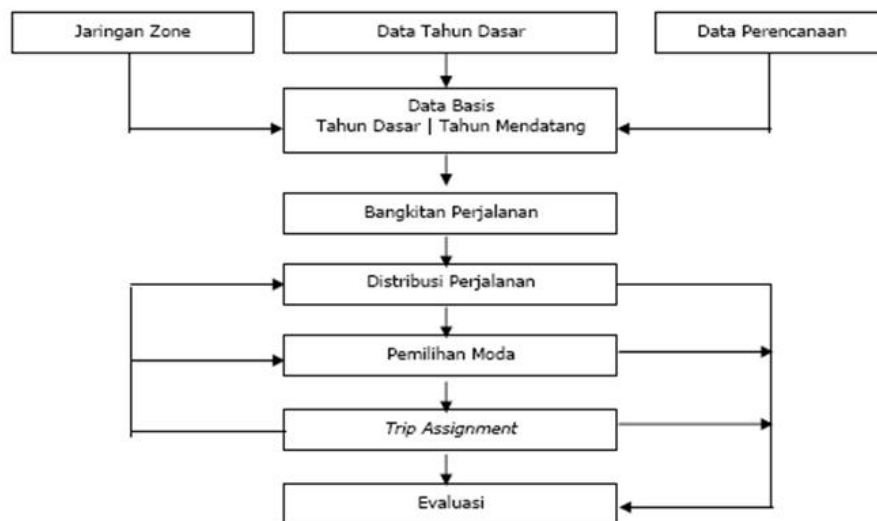 Jaringan Zone
Data Tahun Dasar
Data Perencanaan
Data Basis
Tahun Dasar | Tahun Mendatang
Bangkitan Perjalanan
Distribusi Perjalanan
Pemilihan Moda
Trip Assignment
Evaluasi